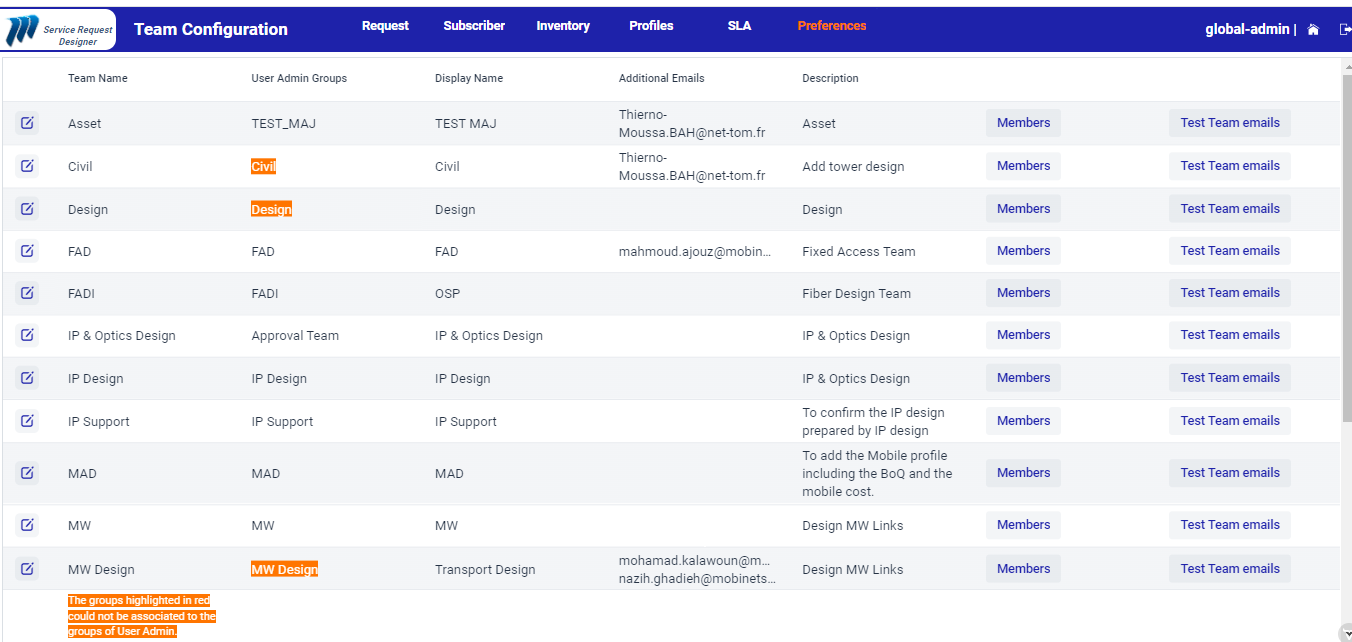 Service Request
Designer
Team Configuration
Request Subscriber Inventory Profiles SLA Preferences
global-admin |
Team Name User Admin Groups Display Name Additional Emails Description
Asset TEST_MAJ TEST MAJ Thierno-
Moussa.BAH@net-tom.fr Asset Members Test Team emails
Civil Civil Civil Thierno-
Moussa.BAH@net-tom.fr Add tower design Members Test Team emails
Design Design Design Design Members Test Team emails
FAD FAD FAD mahmoud.ajouz@mobin... Fixed Access Team Members Test Team emails
FADI FADI OSP Fiber Design Team Members Test Team emails
IP & Optics Design Approval Team IP & Optics Design IP & Optics Design Members Test Team emails
IP Design IP Design IP Design IP & Optics Design Members Test Team emails
IP Support IP Support IP Support To confirm the IP design
prepared by IP design Members Test Team emails
MAD MAD MAD To add the Mobile profile
including the BoQ and the
mobile cost. Members Test Team emails
MW MW MW Design MW Links Members Test Team emails
MW Design MW Design Transport Design mohamad.kalawoun@m...
nazih.ghadieh@mobinets... Design MW Links Members Test Team emails
The groups highlighted in red
could not be associated to the
groups of User Admin.